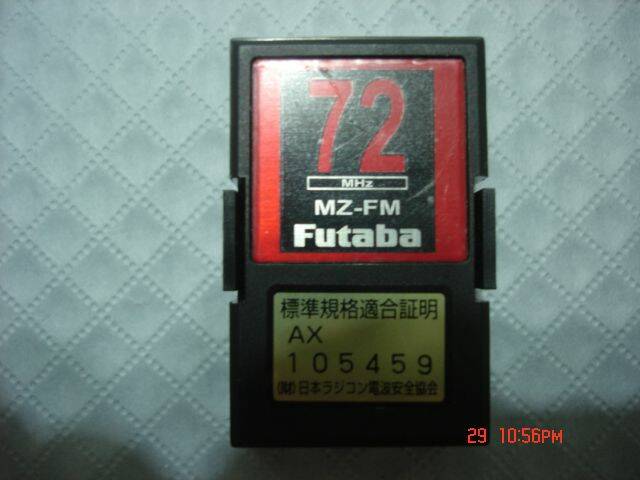 72
MHz
MZ-FM
Futaba
標準規格適合証明
AX
105459
(財)日本ラジコン電波安全協会
29 10:56PM